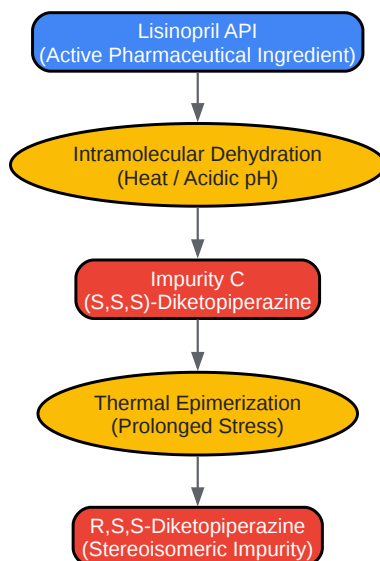 Lisinopril API
(Active Pharmaceutical Ingredient)
Intramolecular Dehydration
(Heat / Acidic pH)
Impurity C
(S,S,S)-Diketopiperazine
Thermal Epimerization
(Prolonged Stress)
R,S,S-Diketopiperazine
(Stereoisomeric Impurity)